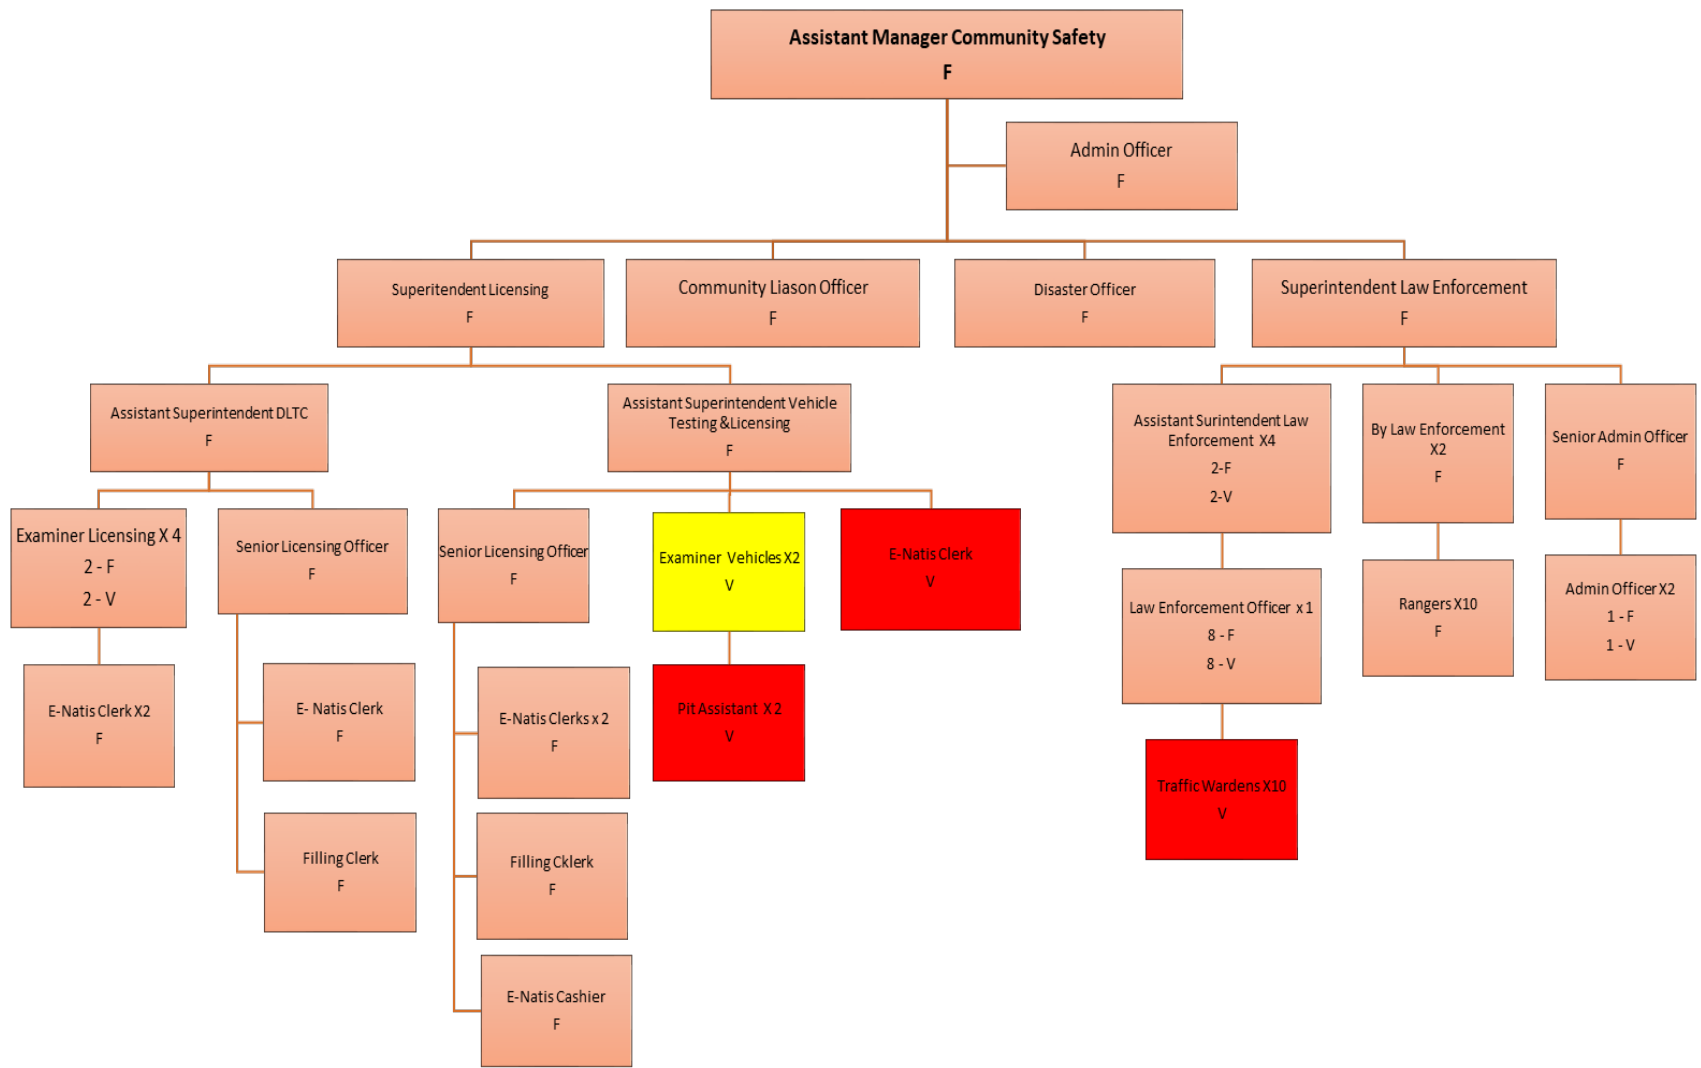 Assistant Manager Community Safety
F
Admin Officer
F
Superitendent Licensing
F
Community Liason Officer
F
Disaster Officer
F
Superintendent Law Enforcement
F
Assistant Superintendent DLTC
F
Assistant Superintendent Vehicle
Testing &Licensing
F
Assistant Surintendent Law
Enforcement X4
2-F
2-V
By Law Enforcement
X2
F
Senior Admin Officer
F
Examiner Licensing X 4
2 - F
2 - V
Senior Licensing Officer
F
Senior Licensing Officer
F
Examiner Vehicles X2
V
E-Natis Clerk
V
Law Enforcement Officer x 1
8 - F
8 - V
Rangers X10
F
Admin Officer X2
1 - F
1 - V
E-Natis Clerk X2
F
E- Natis Clerk
F
E-Natis Clerks x 2
F
Pit Assistant X 2
V
Traffic Wardens X10
V
Filling Clerk
F
Filling Cklerk
F
E-Natis Cashier
F